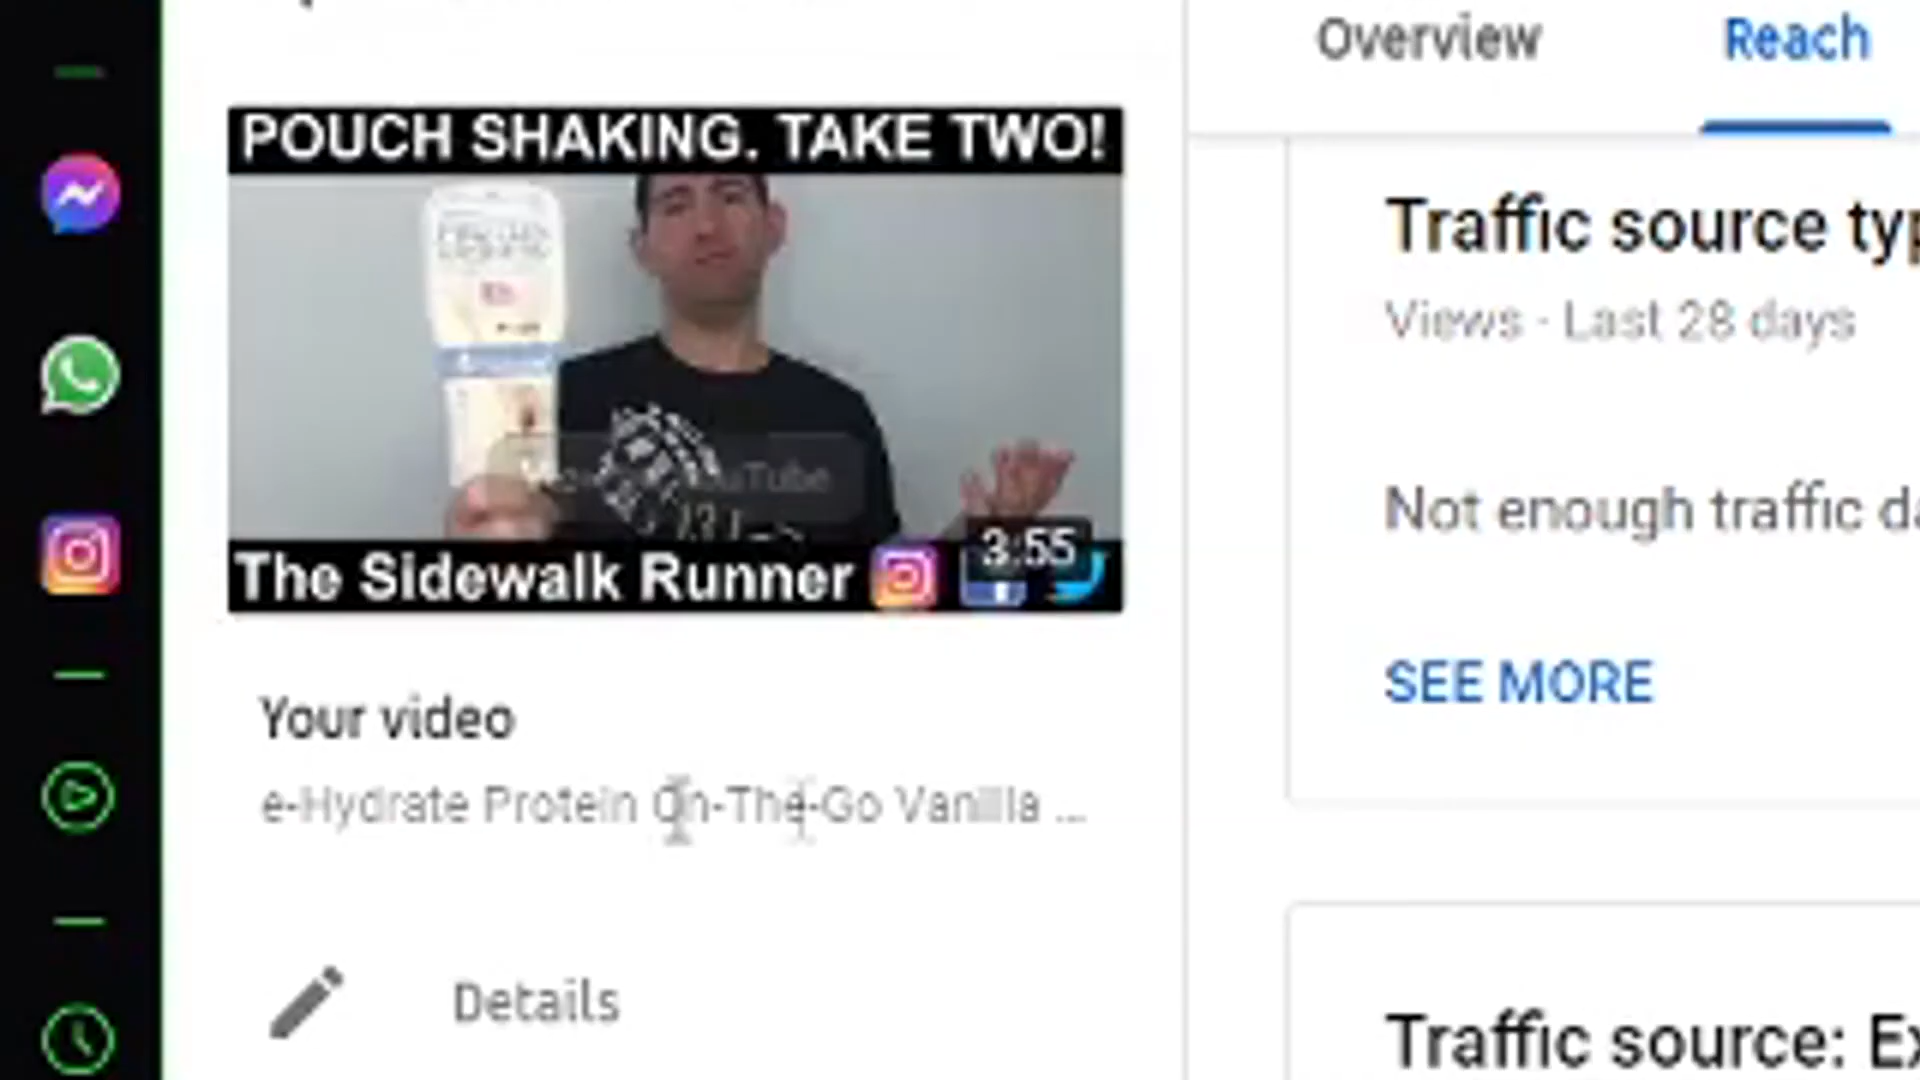 Overview
Reach
POUCH SHAKING. TAKE TWO!
The Sidewalk Runner
3:55
Your video
e-Hydrate Protein On-The-Go Vanilla ...
Details
Traffic source typ
Views · Last 28 days
Not enough traffic da
SEE MORE
Traffic source: Ex